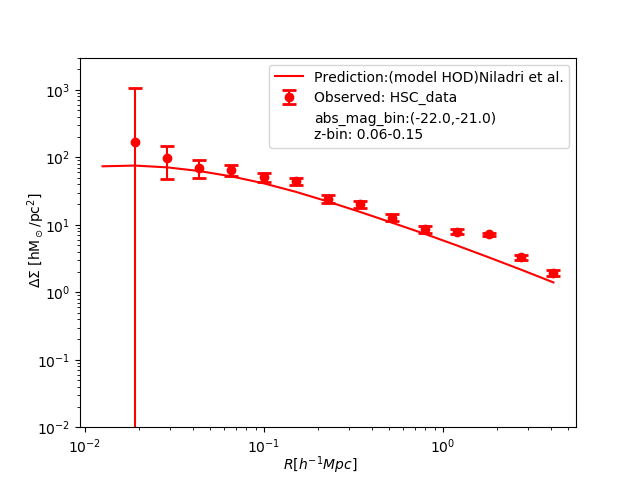 Prediction:(model HOD)Niladri et al.
Observed: HSC_data
abs_mag_bin:(-22.0,-21.0)
z-bin: 0.06-0.15
10³
10²
10¹
10⁰
10⁻¹
10⁻²
ΔΣ [hM⊙/pc²]
10⁻² 10⁻¹ 10⁰
R[h⁻¹Mpc]